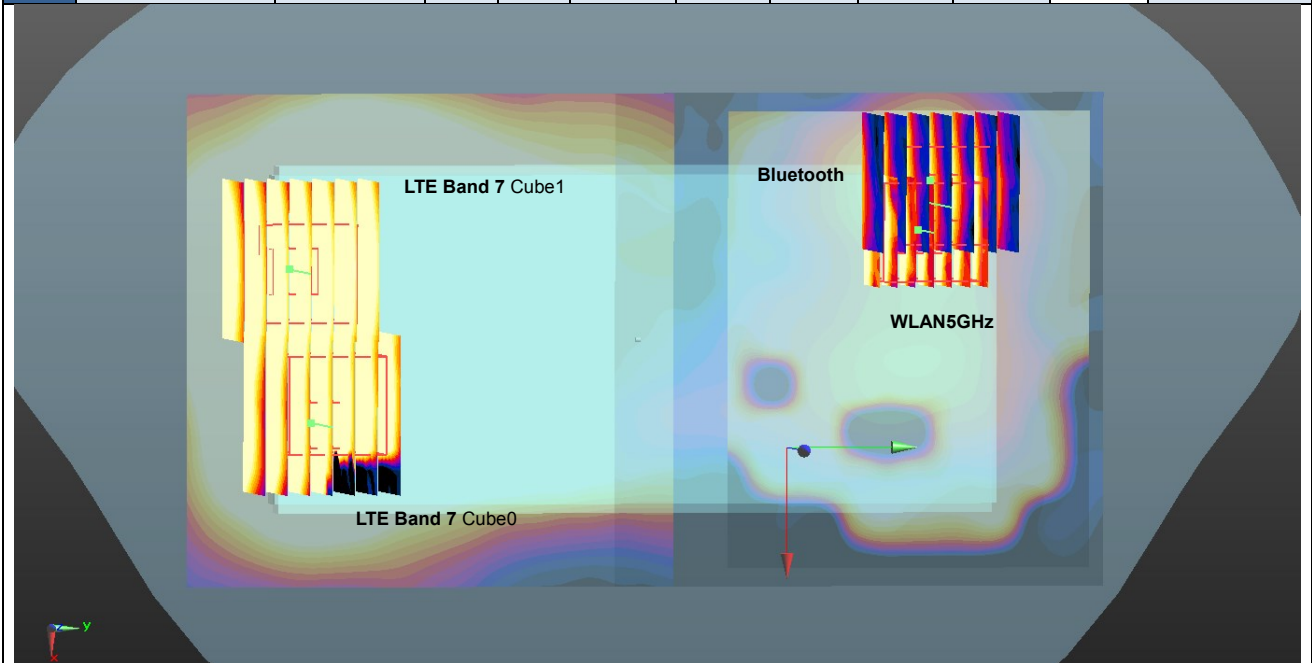 Bluetooth
LTE Band 7 Cube1
WLAN5GHz
LTE Band 7 Cube0
y
x